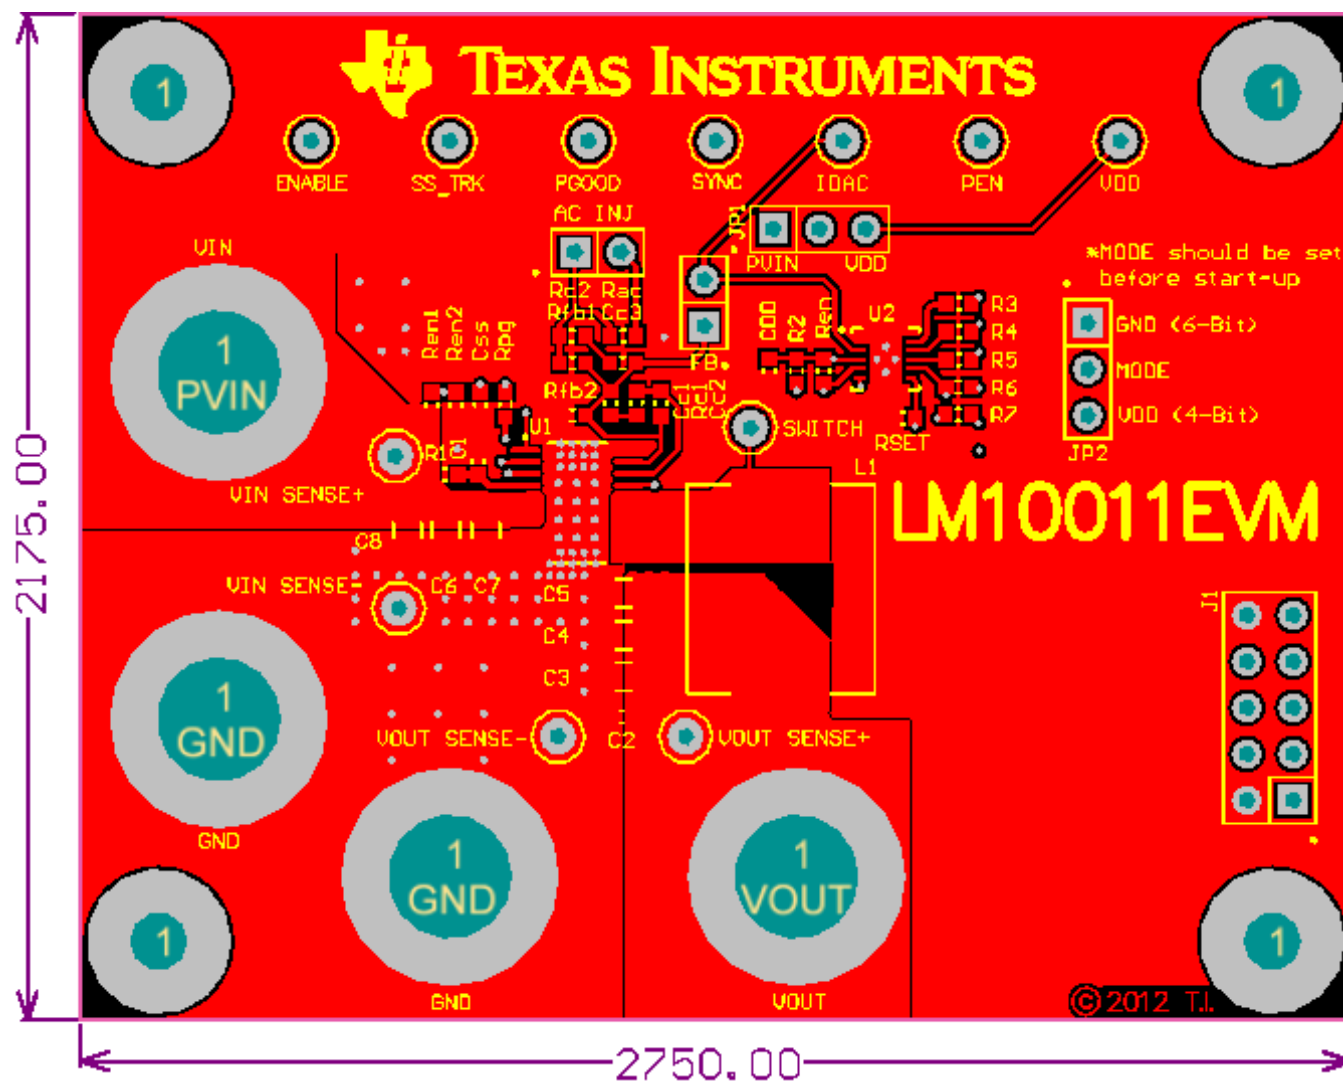 TEXAS INSTRUMENTS
1
1
ENABLE
SS_TRK
PGOOD
SYNC
IDAC
PEN
VDD
AC INJ
JP1
PVIN
VDD
VIN
*MODE should be set
before start-up
Rc2
Rac
Rfb1
Cc3
Ren1
Ren2
Css
Rpg
CDD
R2
Ren
U2
R3
R4
R5
R6
R7
RSET
GND (6-Bit)
MODE
VDD (4-Bit)
JP2
FB
Rfb2
Cc1
Rc1
Cc2
1
PVIN
U1
SWITCH
R1
C1
L1
VIN SENSE+
LM10011EVM
C8
VIN SENSE-
C6
C7
C5
C4
C3
C2
J1
2175.00
1
GND
VOUT SENSE-
VOUT SENSE+
GND
1
GND
1
VOUT
1
1
GND
VOUT
©2012 T.I.
2750.00